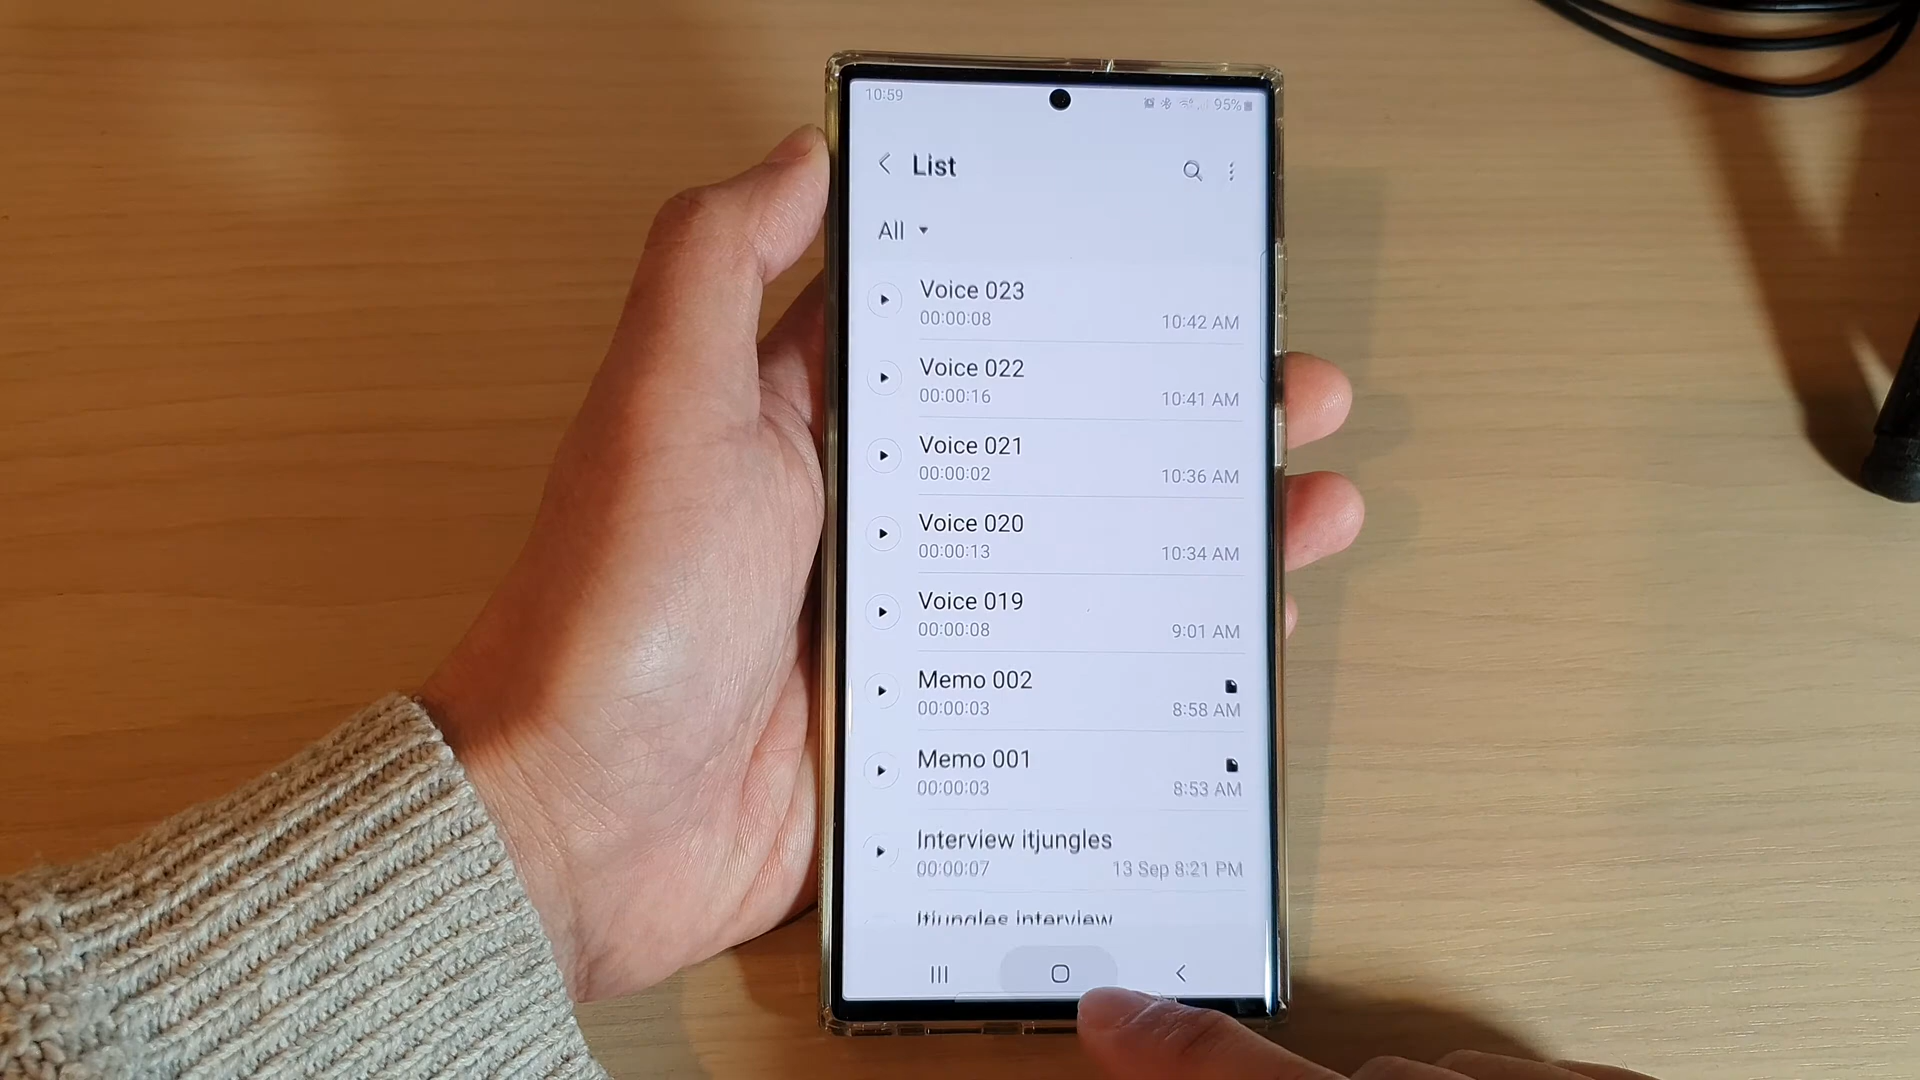 10:59
95%
List
All
Voice 023
00:00:08
10:42 AM
Voice 022
00:00:16
10:41 AM
Voice 021
00:00:02
10:36 AM
Voice 020
00:00:13
10:34 AM
Voice 019
00:00:08
9:01 AM
Memo 002
00:00:03
8:58 AM
Memo 001
00:00:03
8:53 AM
Interview itjungles
00:00:07
13 Sep 8:21 PM
Itjungles interview